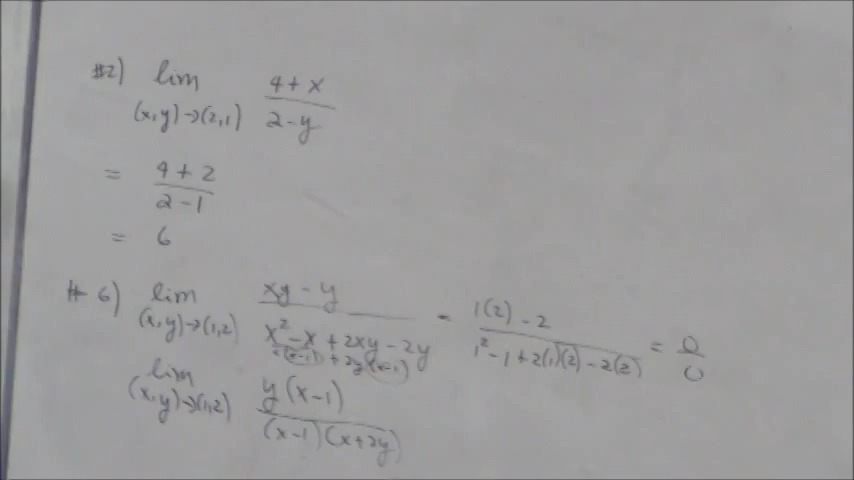 #2) lim 4 + x
(x,y)→(2,1) 2-y
= 4 + 2
2 - 1
= 6
# 6) lim xy - y = 1(2) - 2 = 0
(x,y)→(1,2) x² - x + 2xy - 2y 1² - 1 + 2(1)(2) - 2(2) 0
x(x-1) + 2y(x-1)
lim y(x-1)
(x,y)→(1,2) (x-1)(x+2y)